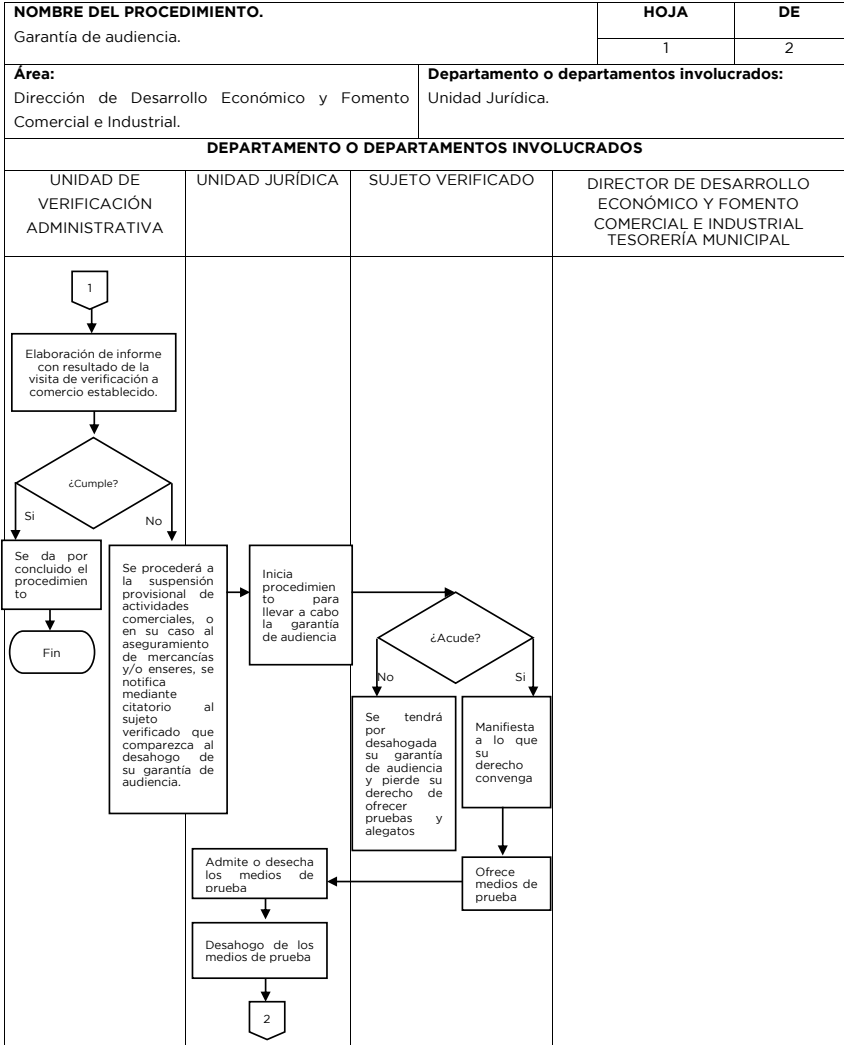 NOMBRE DEL PROCEDIMIENTO.
Garantía de audiencia.
HOJA
DE
1
2
Área:
Dirección de Desarrollo Económico y Fomento
Comercial e Industrial.
Departamento o departamentos involucrados:
Unidad Jurídica.
DEPARTAMENTO O DEPARTAMENTOS INVOLUCRADOS
UNIDAD DE
VERIFICACIÓN
ADMINISTRATIVA
UNIDAD JURÍDICA
SUJETO VERIFICADO
DIRECTOR DE DESARROLLO
ECONÓMICO Y FOMENTO
COMERCIAL E INDUSTRIAL
TESORERÍA MUNICIPAL
1
Elaboración de informe
con resultado de la
visita de verificación a
comercio establecido.
¿Cumple?
Si
No
Se da por
concluido el
procedimien
to
Fin
Se procederá a
la suspensión
provisional de
actividades
comerciales, o
en su caso al
aseguramiento
de mercancías
y/o enseres, se
notifica
mediante
citatorio al
sujeto
verificado que
comparezca al
desahogo de
su garantía de
audiencia.
Inicia
procedimien
to para
llevar a cabo
la garantía
de audiencia
¿Acude?
No
Si
Se tendrá
por
desahogada
su garantía
de audiencia
y pierde su
derecho de
ofrecer
pruebas y
alegatos
Manifiesta
a lo que
su
derecho
convenga
Ofrece
medios de
prueba
Admite o desecha
los medios de
prueba
Desahogo de los
medios de prueba
2